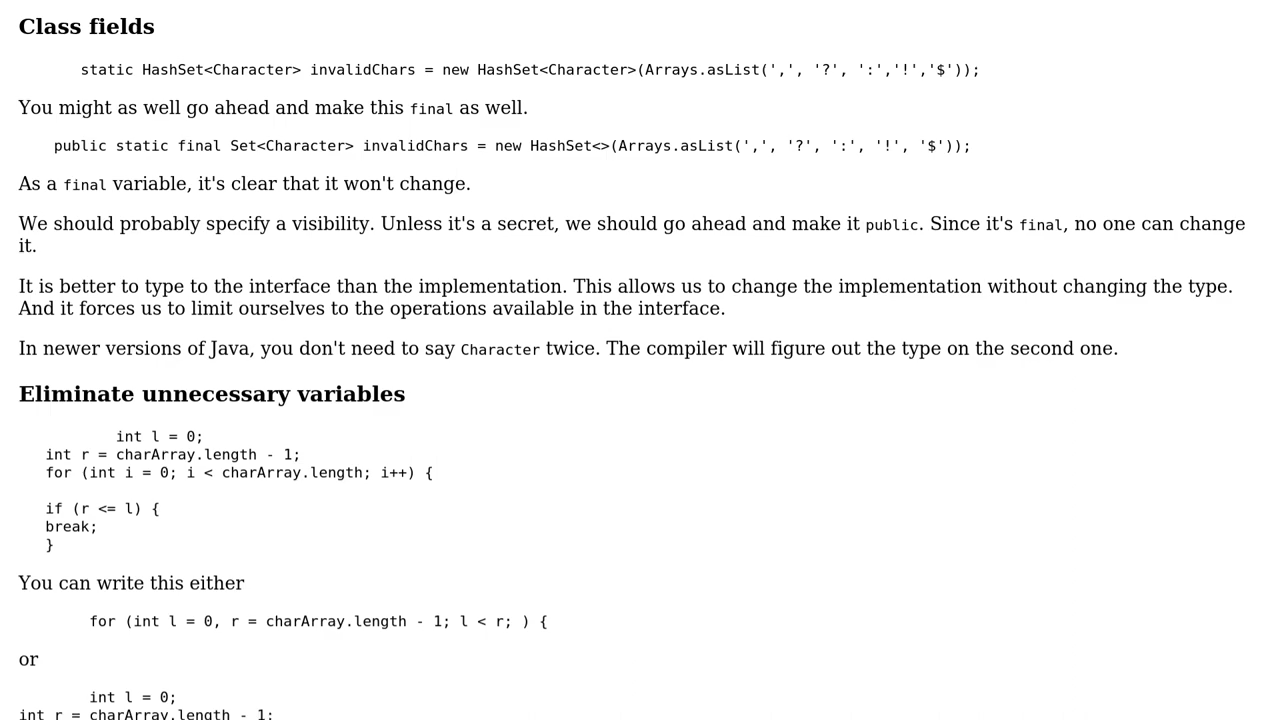 Class fields
static HashSet<Character> invalidChars = new HashSet<Character>(Arrays.asList(',', '?', ':','!','$'));
You might as well go ahead and make this final as well.
public static final Set<Character> invalidChars = new HashSet<>(Arrays.asList(',', '?', ':', '!', '$'));
As a final variable, it's clear that it won't change.
We should probably specify a visibility. Unless it's a secret, we should go ahead and make it public. Since it's final, no one can change
it.
It is better to type to the interface than the implementation. This allows us to change the implementation without changing the type.
And it forces us to limit ourselves to the operations available in the interface.
In newer versions of Java, you don't need to say Character twice. The compiler will figure out the type on the second one.
Eliminate unnecessary variables
int l = 0;
int r = charArray.length - 1;
for (int i = 0; i < charArray.length; i++) {
if (r <= l) {
break;
}
You can write this either
for (int l = 0, r = charArray.length - 1; l < r; ) {
or
int l = 0;
int r = charArray.length - 1;